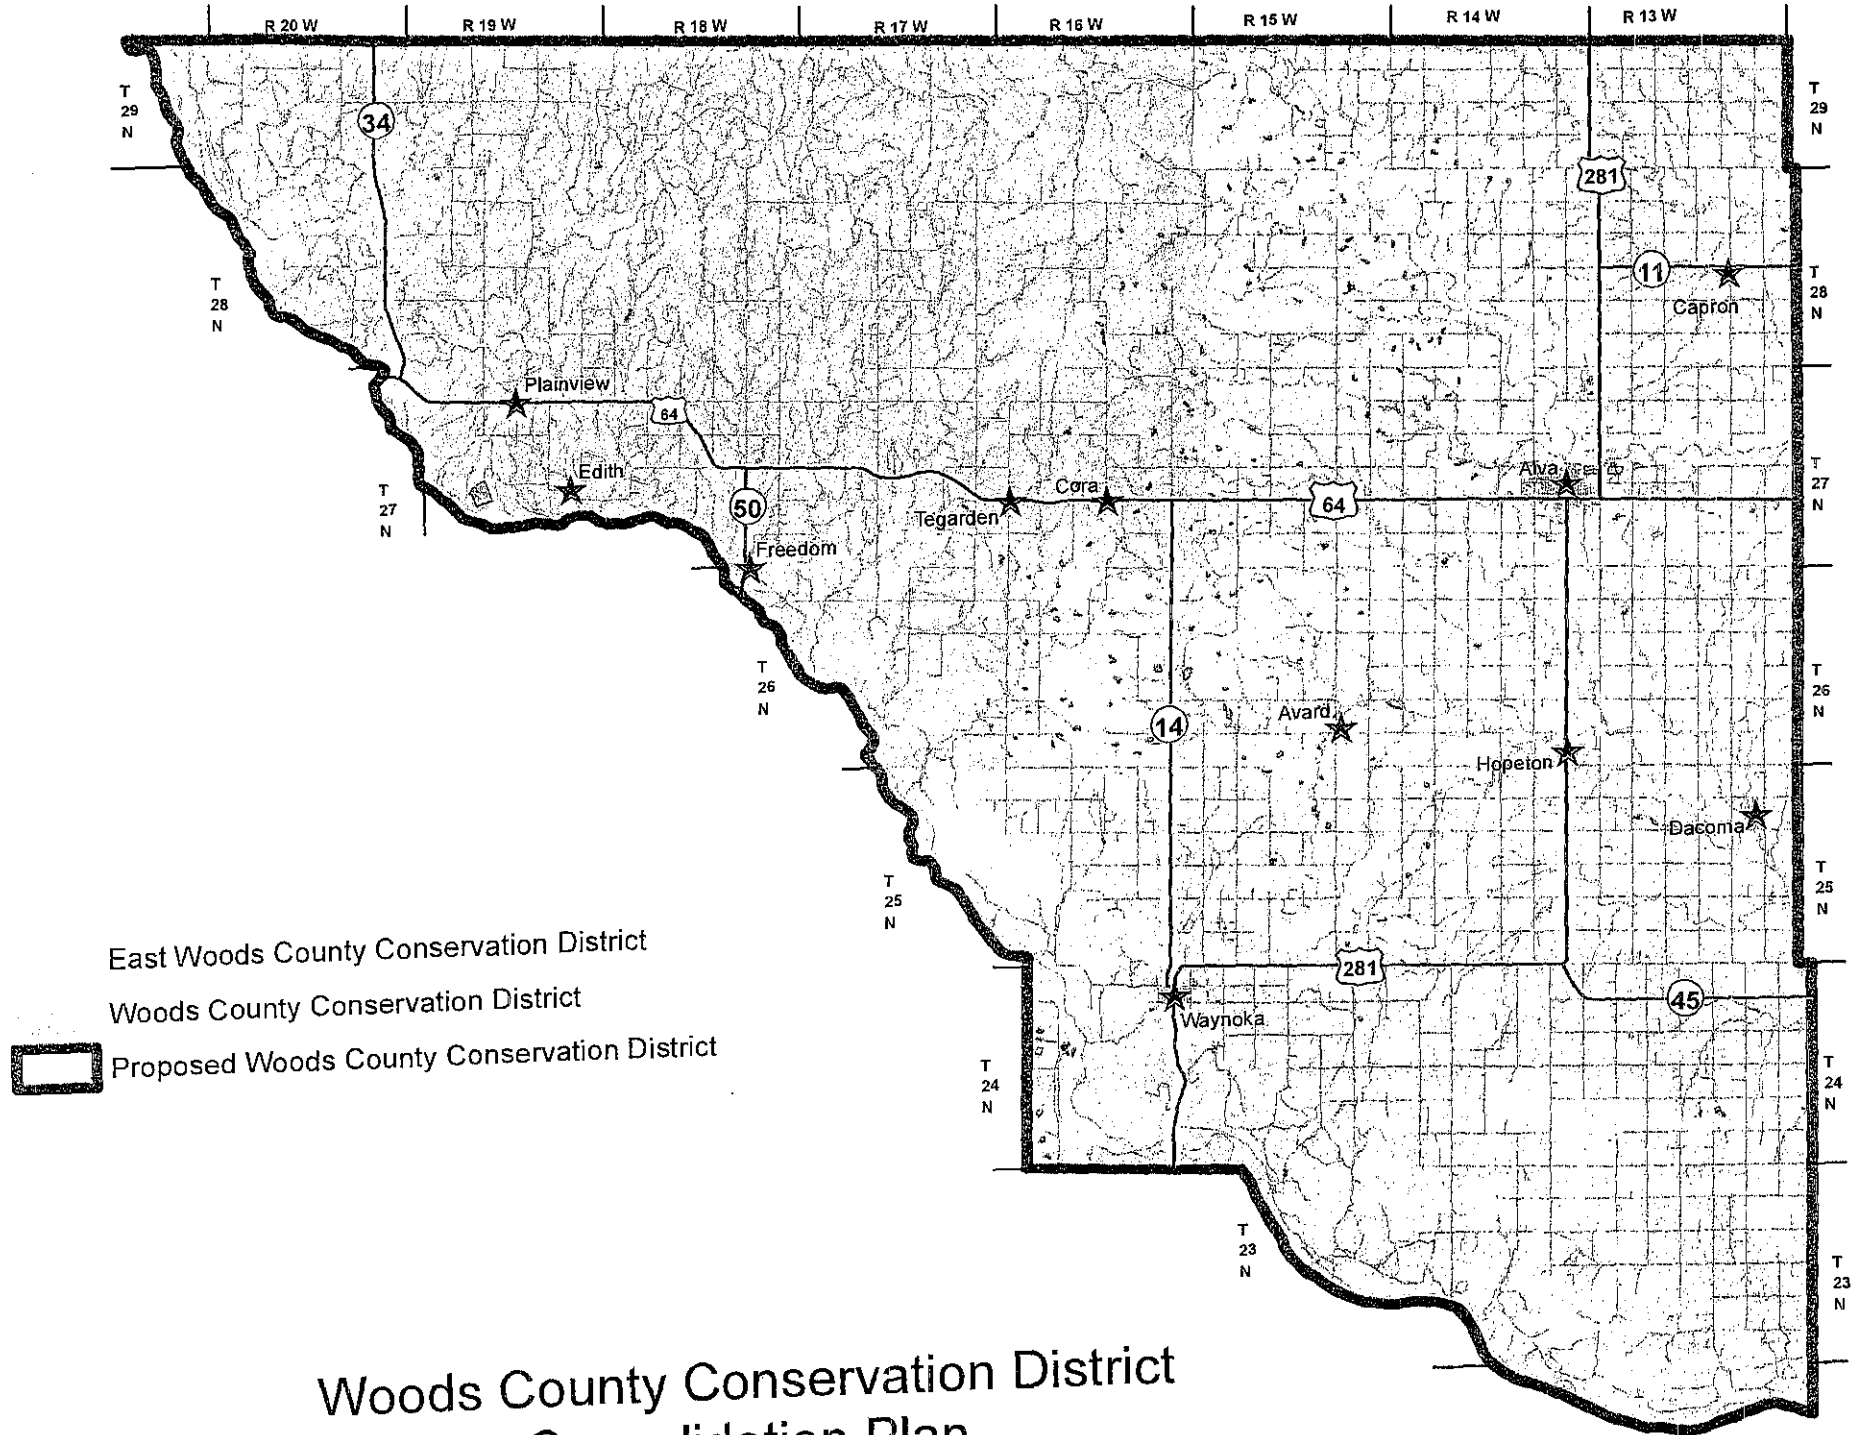 R 20 W
R 19 W
R 18 W
R 17 W
R 16 W
R 15 W
R 14 W
R 13 W
T
29
N
34
T
29
N
281
T
28
N
11
Capron
T
28
N
Plainview
64
Edith
T
27
N
50
Freedom
Tegarden
Cora
64
Alva
T
27
N
T
26
N
14
Avard
Hopeton
T
26
N
Dacoma
T
25
N
T
25
N
East Woods County Conservation District
Woods County Conservation District
Proposed Woods County Conservation District
281
45
Waynoka
T
24
N
T
24
N
T
23
N
T
23
N
Woods County Conservation District
Consolidation Plan